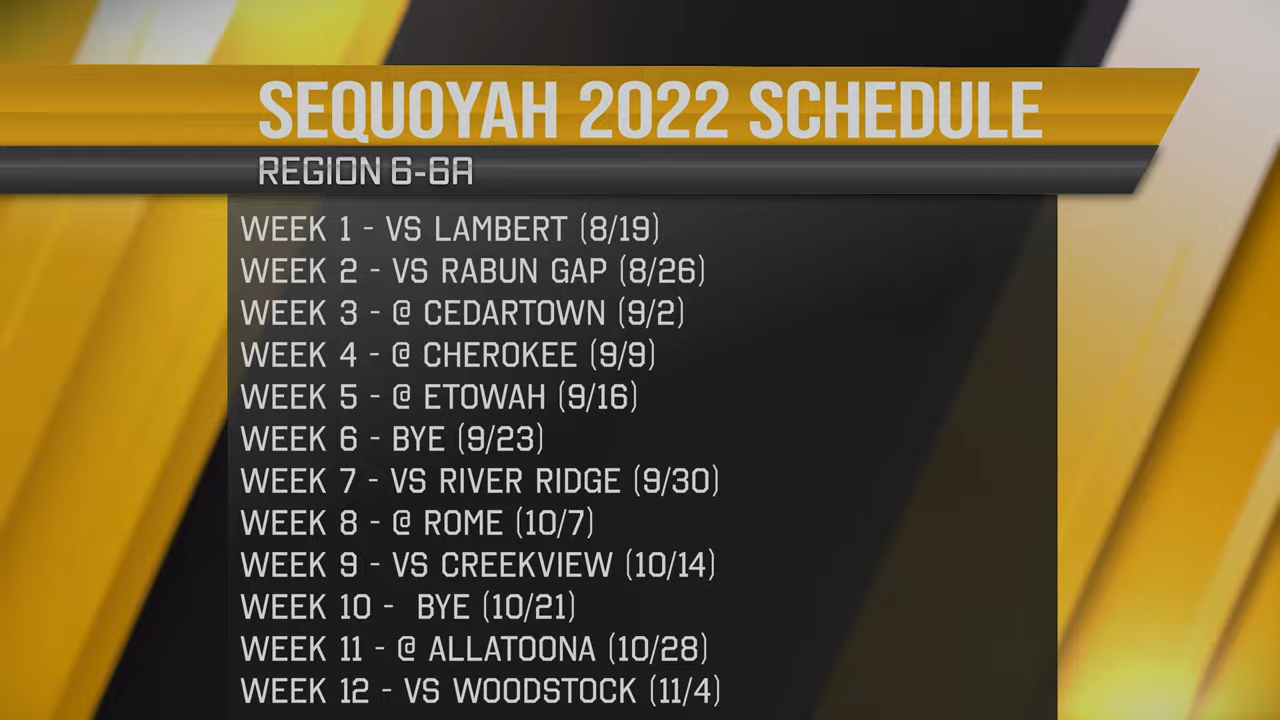 SEQUOYAH 2022 SCHEDULE
REGION 6-6A
WEEK 1 - VS LAMBERT (8/19)
WEEK 2 - VS RABUN GAP (8/26)
WEEK 3 - @ CEDARTOWN (9/2)
WEEK 4 - @ CHEROKEE (9/9)
WEEK 5 - @ ETOWAH (9/16)
WEEK 6 - BYE (9/23)
WEEK 7 - VS RIVER RIDGE (9/30)
WEEK 8 - @ ROME (10/7)
WEEK 9 - VS CREEKVIEW (10/14)
WEEK 10 -  BYE (10/21)
WEEK 11 - @ ALLATOONA (10/28)
WEEK 12 - VS WOODSTOCK (11/4)